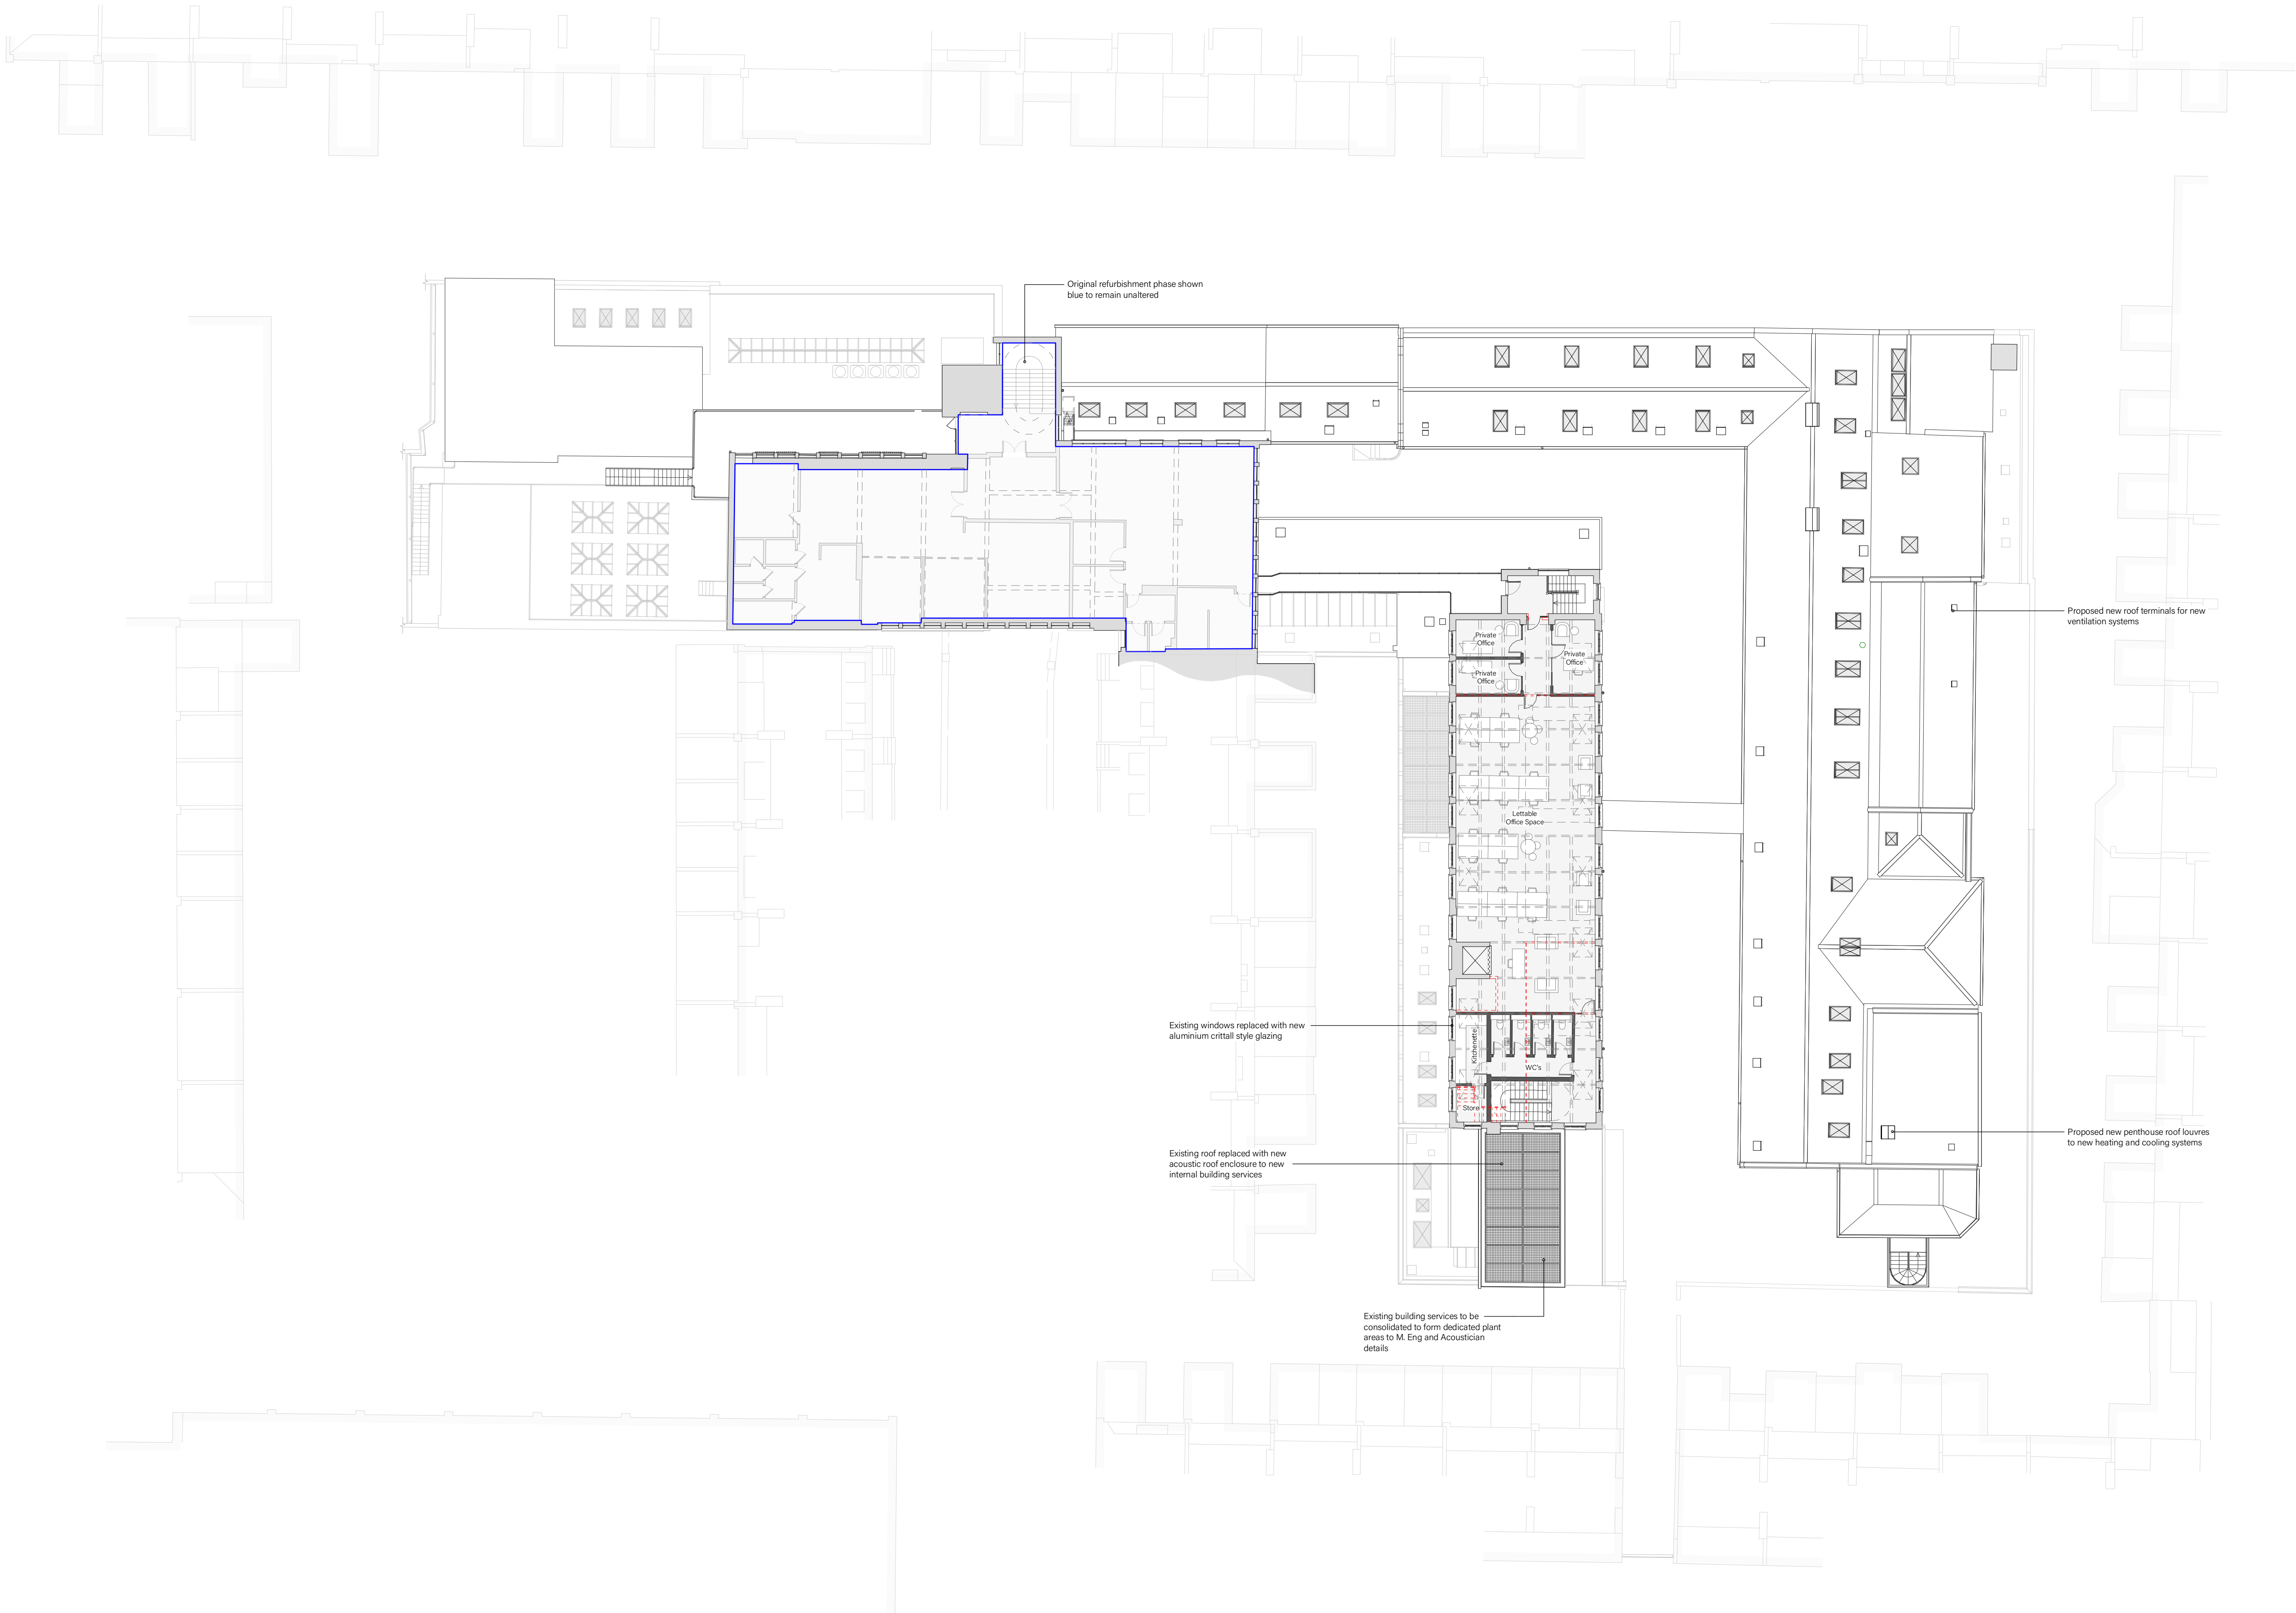 Original refurbishment phase shown
blue to remain unaltered
Proposed new roof terminals for new
ventilation systems
Private
Office
Private
Office
Private
Office
Lettable
Office Space
Existing windows replaced with new
aluminium crittall style glazing
Kitchenette
WC's
Store
Proposed new penthouse roof louvres
to new heating and cooling systems
Existing roof replaced with new
acoustic roof enclosure to new
internal building services
Existing building services to be
consolidated to form dedicated plant
areas to M. Eng and Acoustician
details